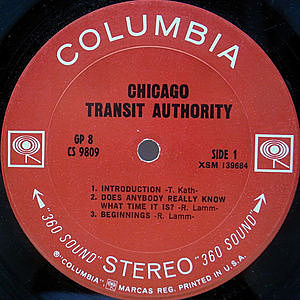 COLUMBIA
CHICAGO
TRANSIT AUTHORITY
GP 8
CS 9809
SIDE 1
XSM 139684
1. INTRODUCTION -T. Kath-
2. DOES ANYBODY REALLY KNOW
WHAT TIME IT IS? -R. Lamm-
3. BEGINNINGS -R. Lamm-
"360 SOUND" STEREO "360 SOUND"
® "COLUMBIA" MARCAS REG. PRINTED IN U.S.A.